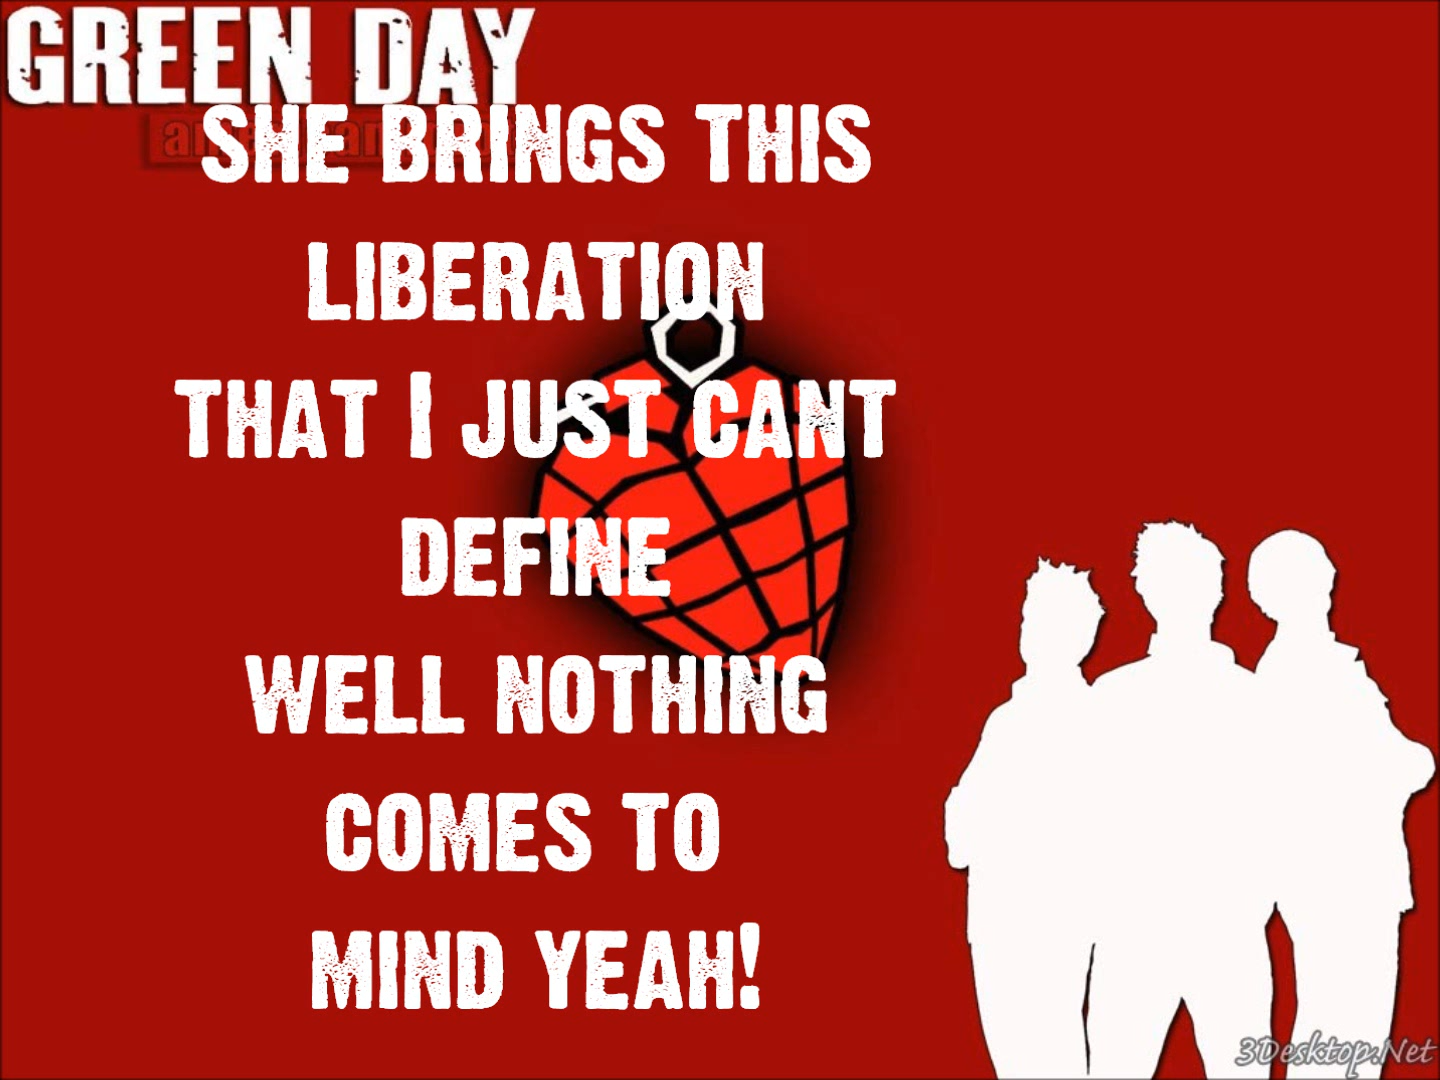 GREEN DAY
SHE BRINGS THIS
LIBERATION
THAT I JUST CANT
DEFINE
WELL NOTHING
COMES TO
MIND YEAH!
3Desktop.Net